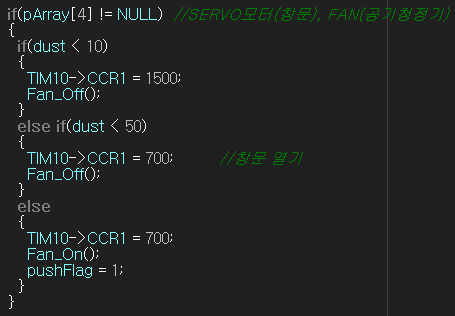 if(pArray[4] != NULL) //SERVO모터(창문), FAN(공기청정기)
{
if(dust < 10)
{
TIM10->CCR1 = 1500;
Fan_Off();
}
else if(dust < 50)
{
TIM10->CCR1 = 700; //창문 열기
Fan_Off();
}
else
{
TIM10->CCR1 = 700;
Fan_On();
pushFlag = 1;
}
}